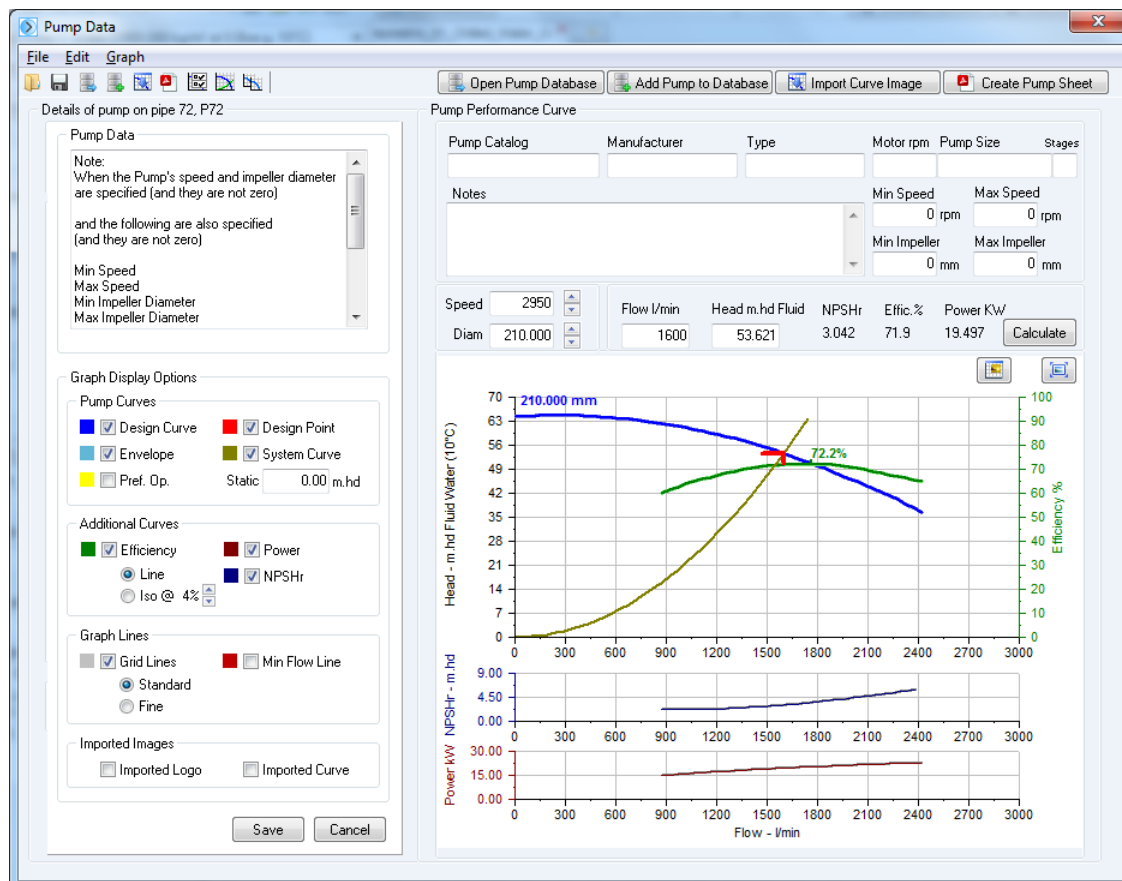 Pump Data
File Edit Graph
Open Pump Database Add Pump to Database Import Curve Image Create Pump Sheet
Details of pump on pipe 72, P72
Pump Data
Note:
When the Pump's speed and impeller diameter
are specified (and they are not zero)
and the following are also specified
(and they are not zero)
Min Speed
Max Speed
Min Impeller Diameter
Max Impeller Diameter
Graph Display Options
Pump Curves
Design Curve Design Point
Envelope System Curve
Pref. Op. Static 0.00 m.hd
Additional Curves
Efficiency Power
Line NPSHr
Iso @ 4%
Graph Lines
Grid Lines Min Flow Line
Standard
Fine
Imported Images
Imported Logo Imported Curve
Save Cancel
Pump Performance Curve
Pump Catalog Manufacturer Type Motor rpm Pump Size Stages
Notes
Min Speed Max Speed
0 rpm 0 rpm
Min Impeller Max Impeller
0 mm 0 mm
Speed 2950
Diam 210.000
Flow l/min Head m.hd Fluid NPSHr Effic.% Power KW
1600 53.621 3.042 71.9 19.497 Calculate
210.000 mm
72.2%
Head - m.hd Fluid Water (10°C)
70
63
56
49
42
35
28
21
14
7
0
Efficiency %
100
90
80
70
60
50
40
30
20
10
0
0 300 600 900 1200 1500 1800 2100 2400 2700 3000
NPSHr - m.hd
9.00
4.50
0.00
0 300 600 900 1200 1500 1800 2100 2400 2700 3000
Power kW
30.00
15.00
0.00
0 300 600 900 1200 1500 1800 2100 2400 2700 3000
Flow - l/min